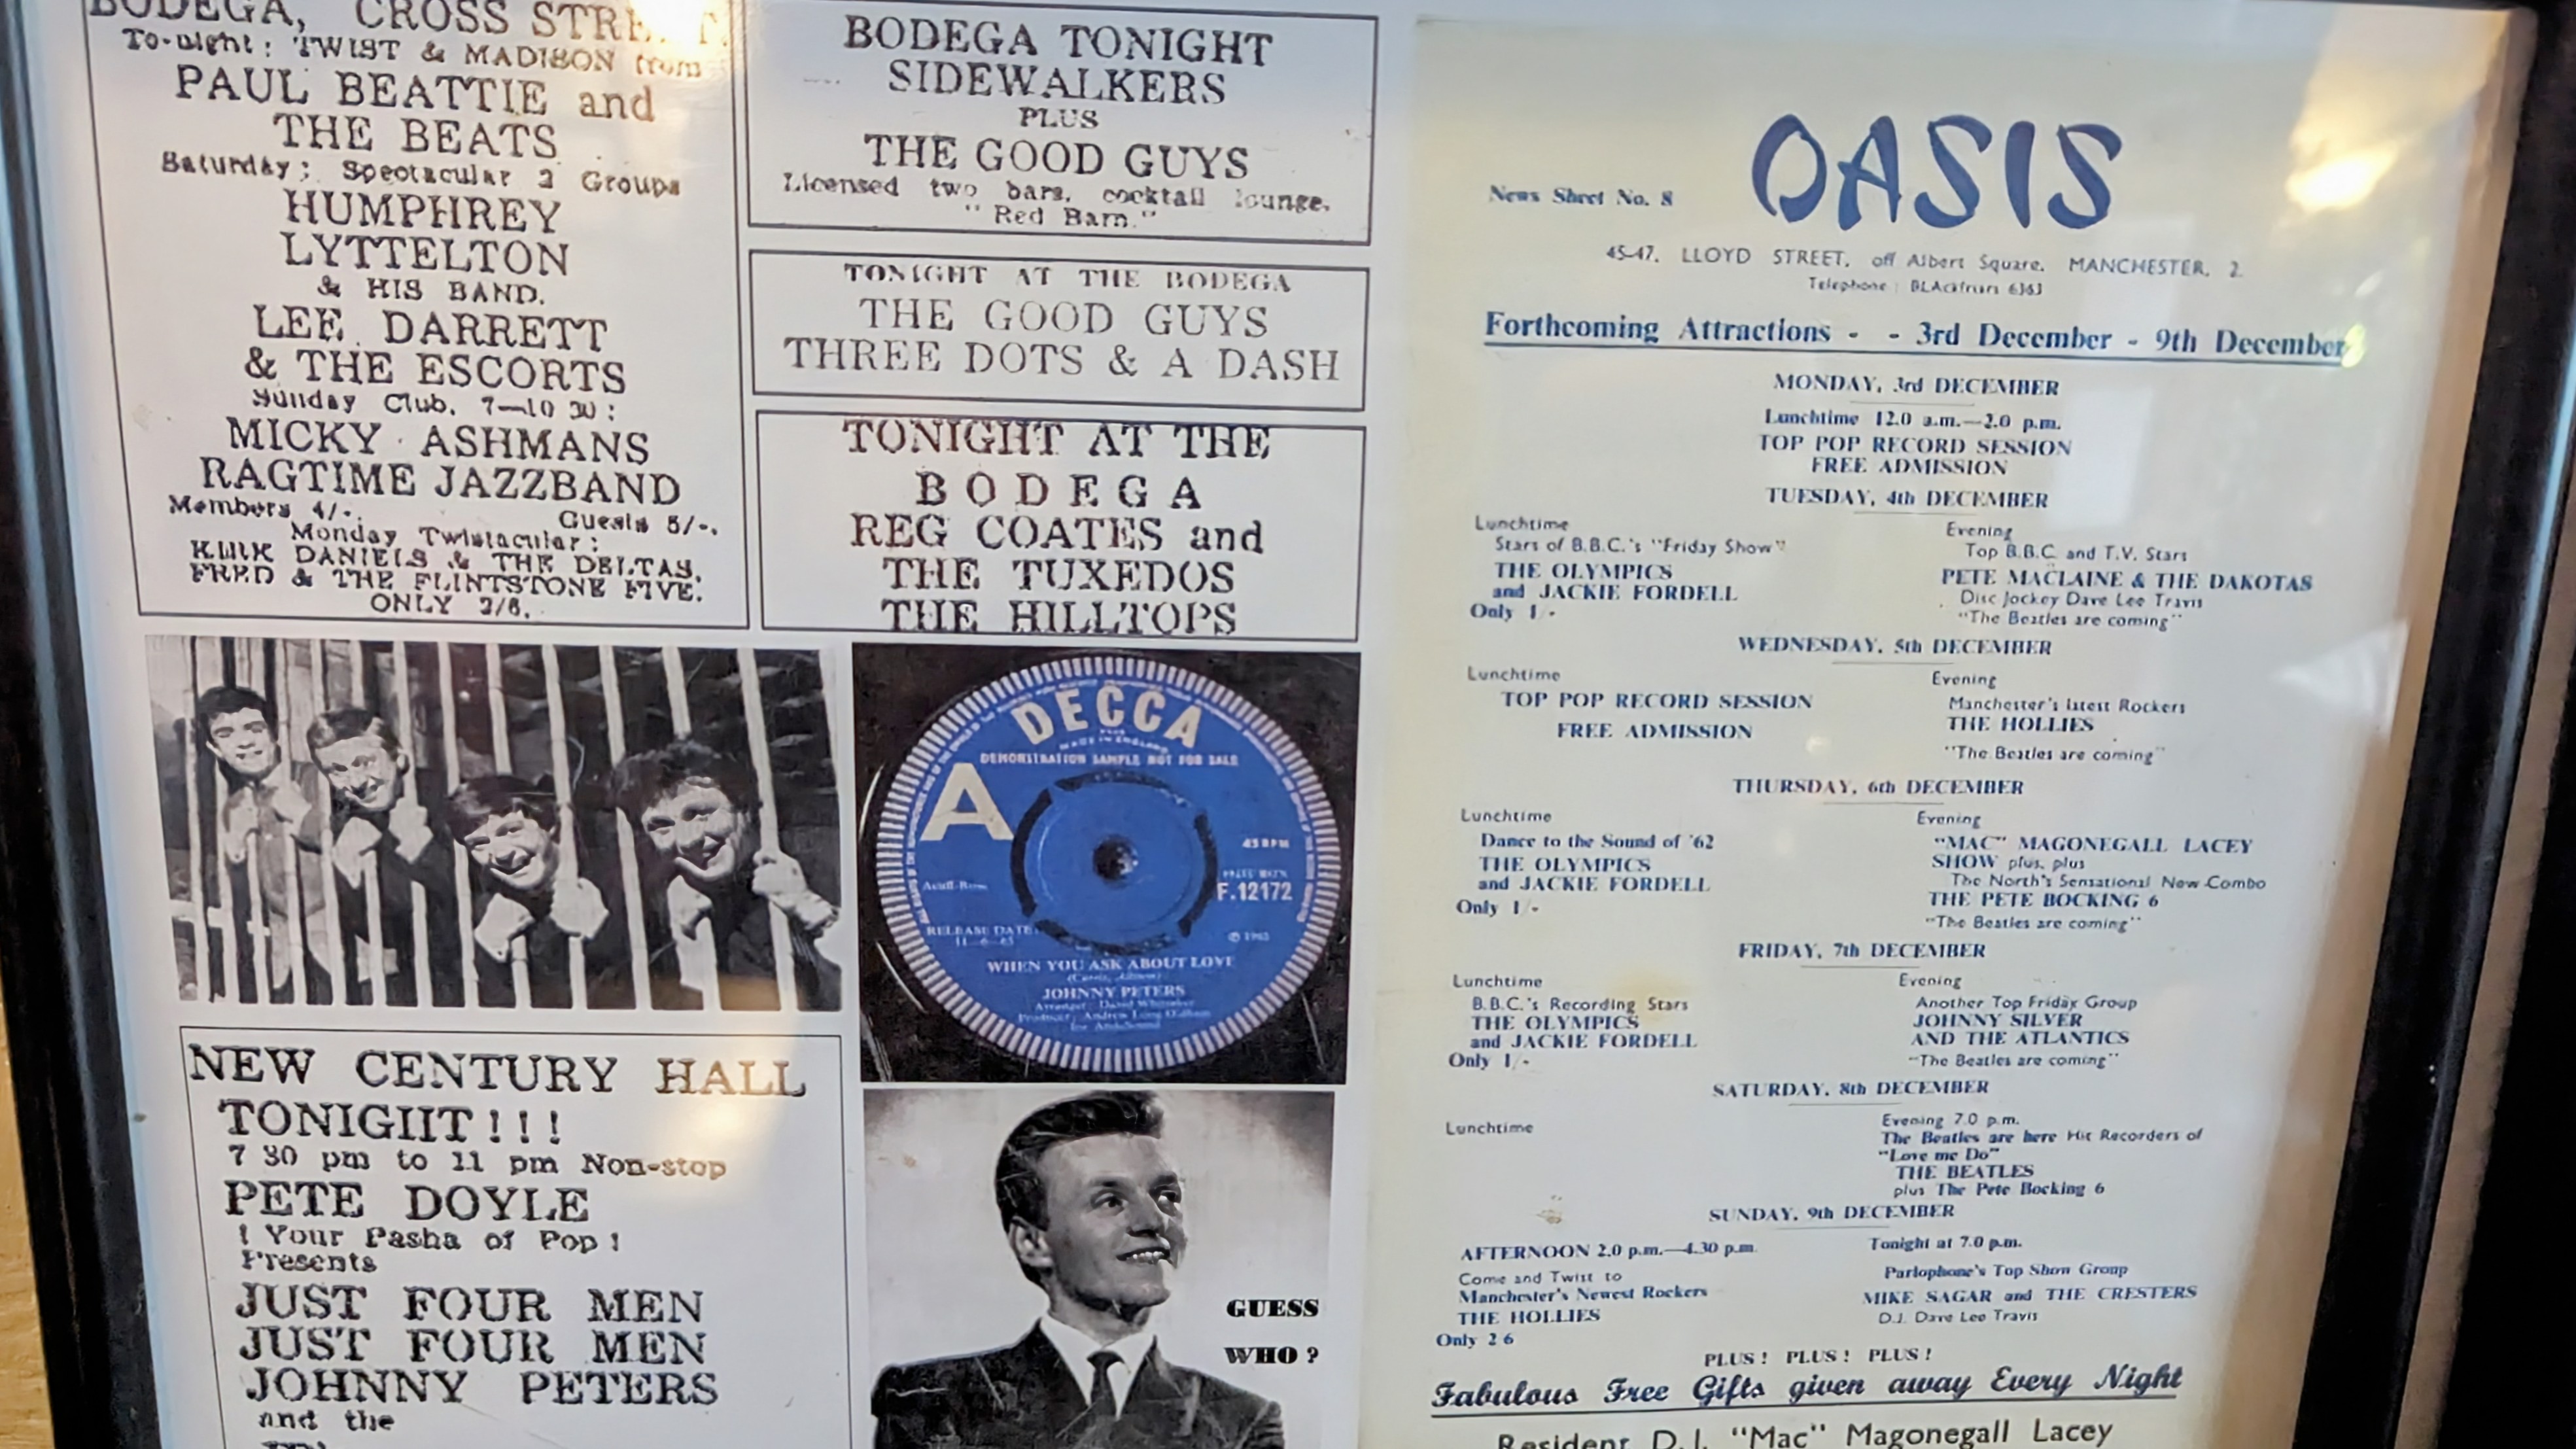 BODEGA, CROSS STREET.
To-night: TWIST & MADISON from
PAUL BEATTIE and
THE BEATS
Saturday: Spectacular 2 Groups
HUMPHREY
LYTTELTON
& HIS BAND.
LEE DARRETT
& THE ESCORTS
Sunday Club. 7—10 30:
MICKY ASHMANS
RAGTIME JAZZBAND
Members 4/-. Guests 5/-.
Monday Twistacular:
KIRK DANIELS & THE DELTAS.
FRED & THE FLINTSTONE FIVE.
ONLY 2/6.
BODEGA TONIGHT
SIDEWALKERS
PLUS
THE GOOD GUYS
Licensed two bars, cocktail lounge.
"Red Barn."
TONIGHT AT THE BODEGA
THE GOOD GUYS
THREE DOTS & A DASH
TONIGHT AT THE
BODEGA
REG COATES and
THE TUXEDOS
THE HILLTOPS
DECCA
MADE IN ENGLAND
DEMONSTRATION SAMPLE NOT FOR SALE
A
45 RPM
F.12172
RELEASE DATE:
11-6-65
℗ 1965
WHEN YOU ASK ABOUT LOVE
JOHNNY PETERS
NEW CENTURY HALL
TONIGHT!!!
7 30 pm to 11 pm Non-stop
PETE DOYLE
! Your Pasha of Pop !
Presents
JUST FOUR MEN
JUST FOUR MEN
JOHNNY PETERS
and the
GUESS
WHO ?
OASIS
News Sheet No. 8
45-47, LLOYD STREET, off Albert Square, MANCHESTER, 2.
Telephone: BLAckfriars 6363
Forthcoming Attractions - - 3rd December - 9th December
MONDAY, 3rd DECEMBER
Lunchtime 12.0 a.m.—2.0 p.m.
TOP POP RECORD SESSION
FREE ADMISSION
TUESDAY, 4th DECEMBER
Lunchtime
Stars of B.B.C.'s "Friday Show"
THE OLYMPICS
and JACKIE FORDELL
Only 1/-
Evening
Top B.B.C. and T.V. Stars
PETE MACLAINE & THE DAKOTAS
Disc Jockey Dave Lee Travis
"The Beatles are coming"
WEDNESDAY, 5th DECEMBER
Lunchtime
TOP POP RECORD SESSION
FREE ADMISSION
Evening
Manchester's latest Rockers
THE HOLLIES
"The Beatles are coming"
THURSDAY, 6th DECEMBER
Lunchtime
Dance to the Sound of '62
THE OLYMPICS
and JACKIE FORDELL
Only 1/-
Evening
"MAC" MAGONEGALL LACEY
SHOW plus, plus
The North's Sensational New Combo
THE PETE BOCKING 6
"The Beatles are coming"
FRIDAY, 7th DECEMBER
Lunchtime
B.B.C.'s Recording Stars
THE OLYMPICS
and JACKIE FORDELL
Only 1/-
Evening
Another Top Friday Group
JOHNNY SILVER
AND THE ATLANTICS
"The Beatles are coming"
SATURDAY, 8th DECEMBER
Lunchtime
Evening 7.0 p.m.
The Beatles are here Hit Recorders of
"Love me Do"
THE BEATLES
plus The Pete Bocking 6
SUNDAY, 9th DECEMBER
AFTERNOON 2.0 p.m.—4.30 p.m.
Come and Twist to
Manchester's Newest Rockers
THE HOLLIES
Only 2 6
Tonight at 7.0 p.m.
Parlophone's Top Show Group
MIKE SAGAR and THE CRESTERS
D.J. Dave Lee Travis
PLUS! PLUS! PLUS!
Fabulous Free Gifts given away Every Night
Resident D.J. "Mac" Magonegall Lacey